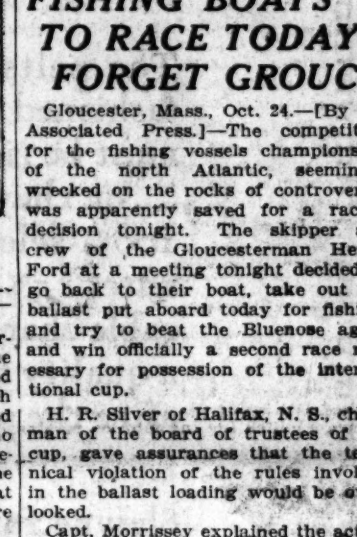 FISHING BOATS
TO RACE TODAY
FORGET GROUC
Gloucester, Mass., Oct. 24.—[By
Associated Press.]—The competit
for the fishing vessels champions
of the north Atlantic, seemin
wrecked on the rocks of controver
was apparently saved for a rac
decision tonight. The skipper
crew of the Gloucesterman He
Ford at a meeting tonight decided
go back to their boat, take out
ballast put aboard today for fish
and try to beat the Bluenose ag
and win officially a second race
essary for possession of the inter
tional cup.
H. R. Silver of Halifax, N. S., ch
man of the board of trustees of
cup, gave assurances that the te
nical violation of the rules invol
in the ballast loading would be o
looked.
Capt. Morrissey explained the act